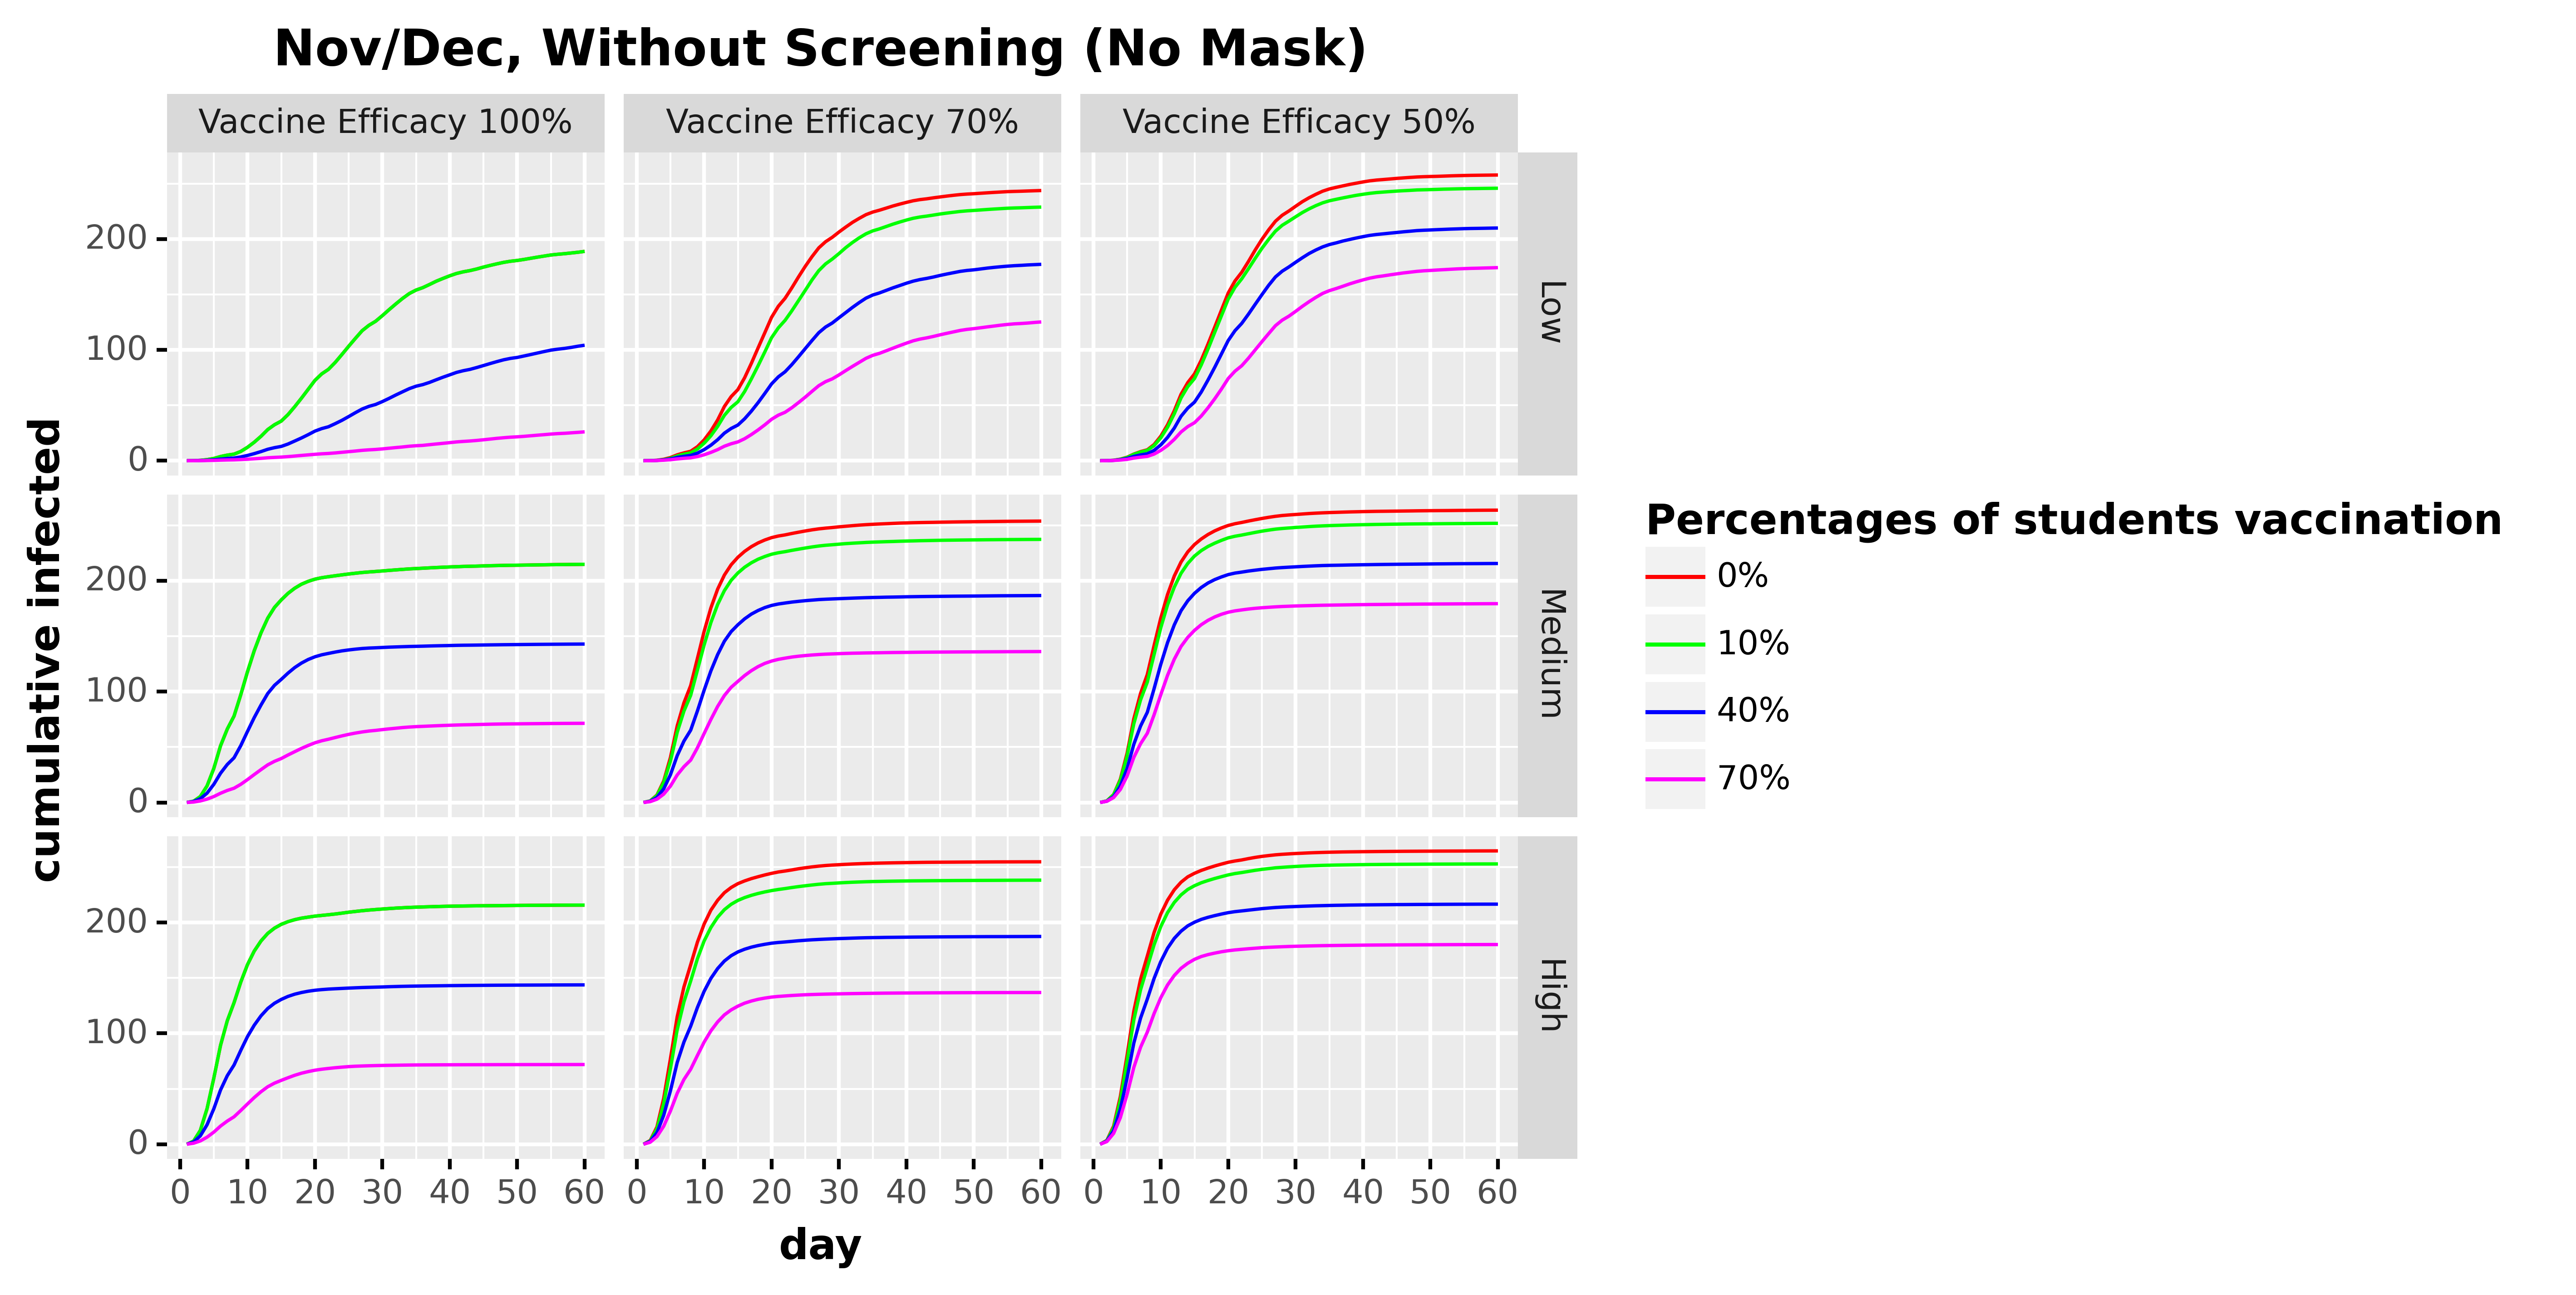 Nov/Dec, Without Screening (No Mask)
Vaccine Efficacy 100%
Vaccine Efficacy 70%
Vaccine Efficacy 50%
200
100
0
Low
200
100
0
Medium
200
100
0
High
0 10 20 30 40 50 60
0 10 20 30 40 50 60
0 10 20 30 40 50 60
cumulative infected
day
Percentages of students vaccination
0%
10%
40%
70%